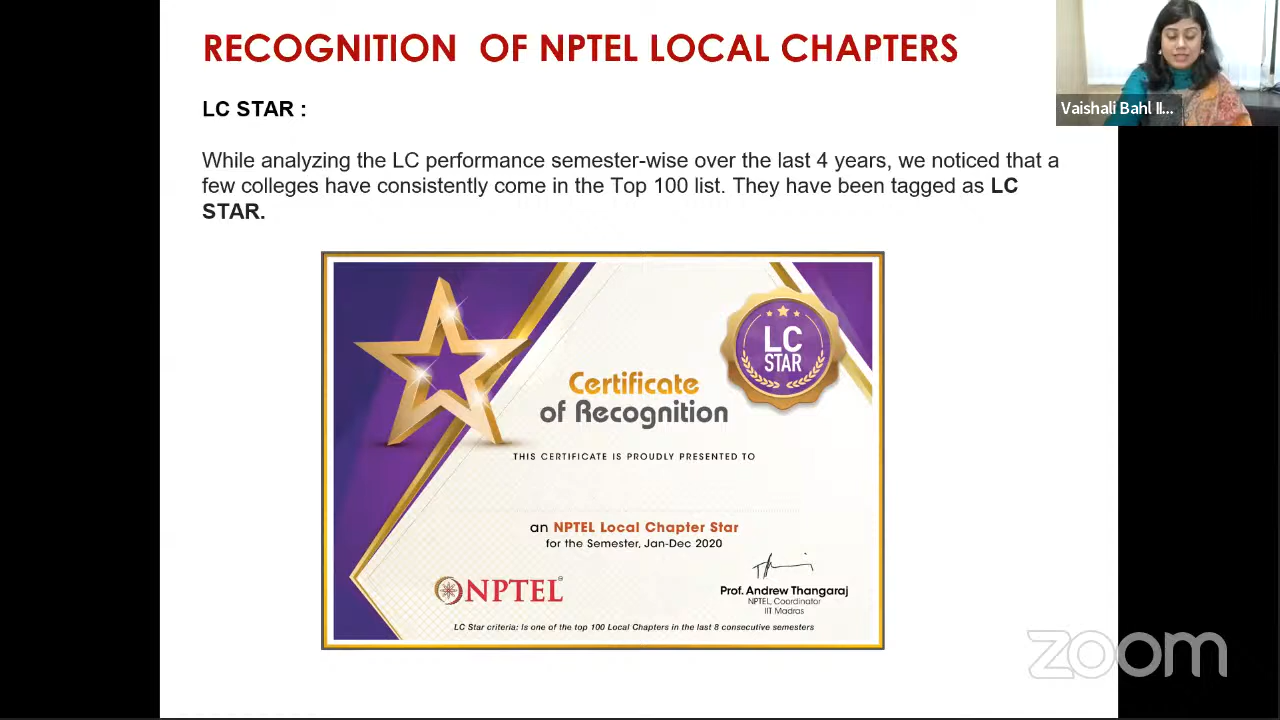 RECOGNITION OF NPTEL LOCAL CHAPTERS
Vaishali Bahl II...
LC STAR :
While analyzing the LC performance semester-wise over the last 4 years, we noticed that a
few colleges have consistently come in the Top 100 list. They have been tagged as LC
STAR.
LC
STAR
Certificate
of Recognition
THIS CERTIFICATE IS PROUDLY PRESENTED TO
an NPTEL Local Chapter Star
for the Semester, Jan-Dec 2020
Prof. Andrew Thangaraj
NPTEL, Coordinator
IIT Madras
NPTEL
LC Star criteria: Is one of the top 100 Local Chapters in the last 8 consecutive semesters
zoom